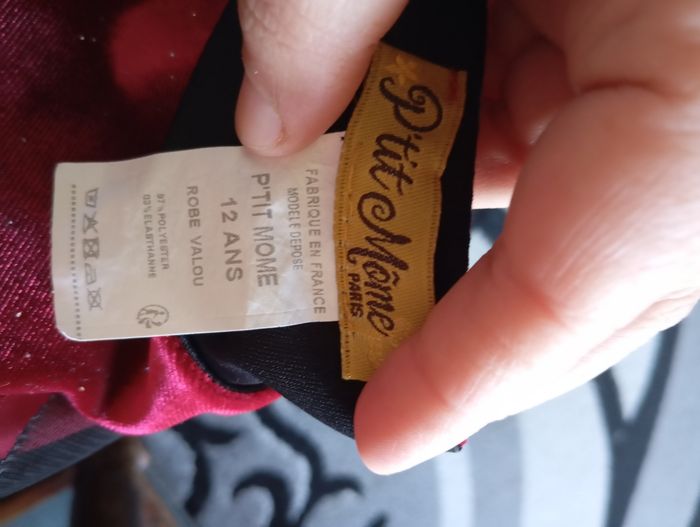 P'tit Môme
PARIS
FABRIQUE EN FRANCE
MODELE DEPOSE
P'TIT MOME
12 ANS
ROBE VALOU
97% POLYESTER
03% ELASTHANNE